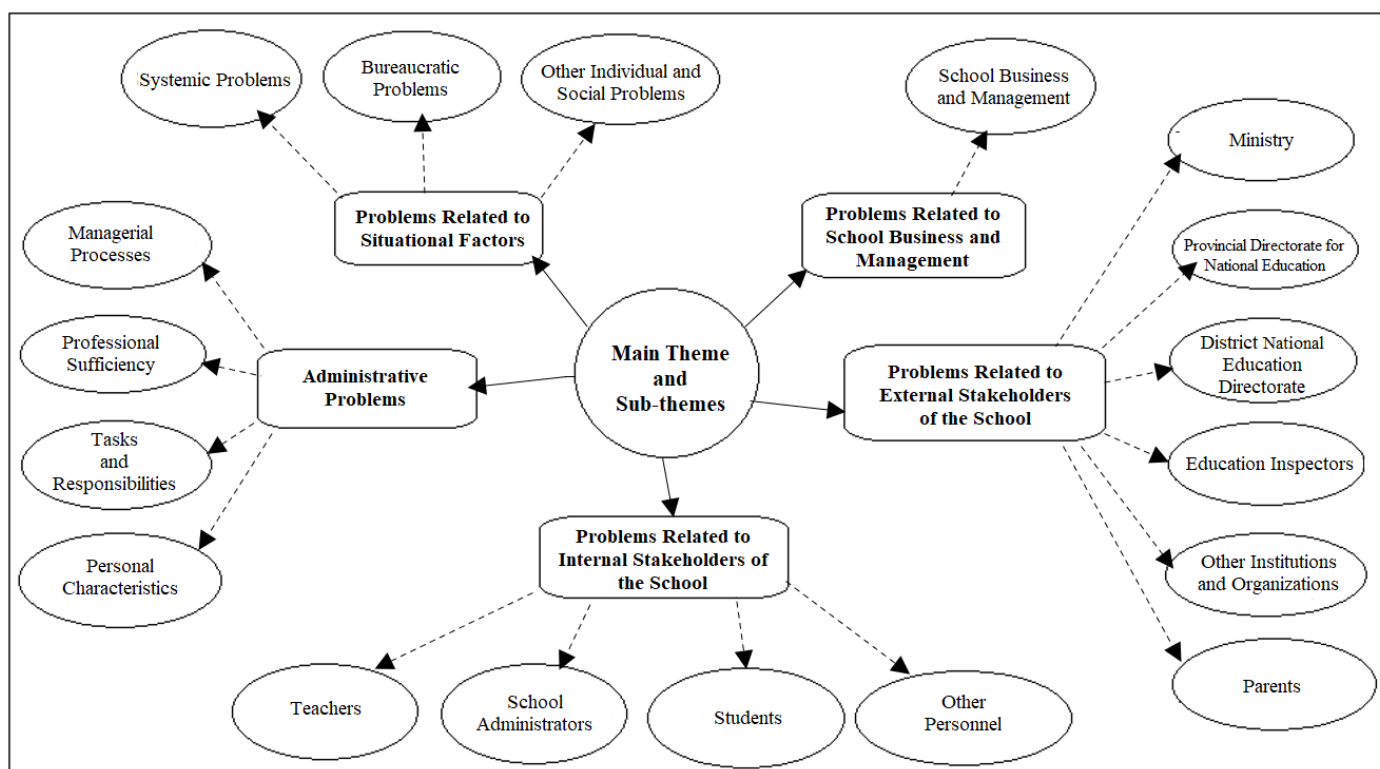 Systemic Problems
Bureaucratic
Problems
Other Individual and
Social Problems
School Business
and Management
Ministry
Problems Related to
Situational Factors
Problems Related to
School Business and
Management
Managerial
Processes
Provincial Directorate for
National Education
Professional
Sufficiency
Administrative
Problems
Main Theme
and
Sub-themes
Problems Related to
External Stakeholders
of the School
District National
Education
Directorate
Tasks
and
Responsibilities
Education Inspectors
Personal
Characteristics
Problems Related to
Internal Stakeholders of
the School
Other Institutions
and Organizations
Teachers
School
Administrators
Students
Other
Personnel
Parents